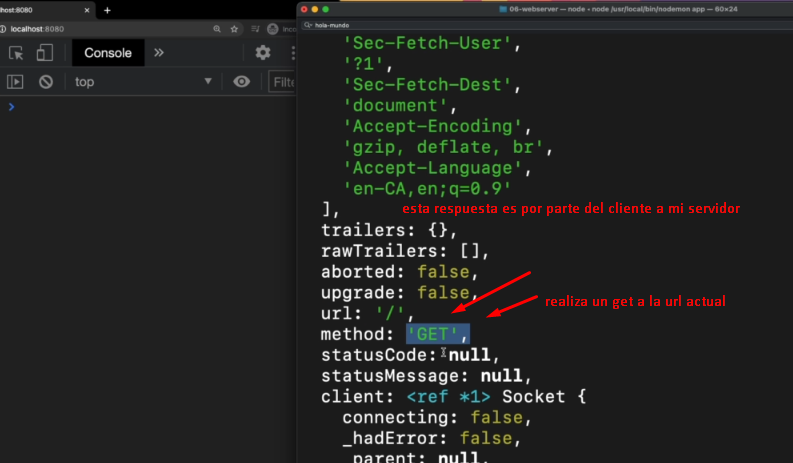 lhost:8080
localhost:8080
Inco
Console
top
Filte
06-webserver — node ‹ node /usr/local/bin/nodemon app — 60×24
hola-mundo
'Sec-Fetch-User',
'?1',
'Sec-Fetch-Dest',
'document',
'Accept-Encoding',
'gzip, deflate, br',
'Accept-Language',
'en-CA,en;q=0.9'
],
esta respuesta es por parte del cliente a mi servidor
trailers: {},
rawTrailers: [],
aborted: false,
upgrade: false,
realiza un get a la url actual
url: '/',
method: 'GET',
statusCode: null,
statusMessage: null,
client: <ref *1> Socket {
connecting: false,
_hadError: false,
_parent: null,